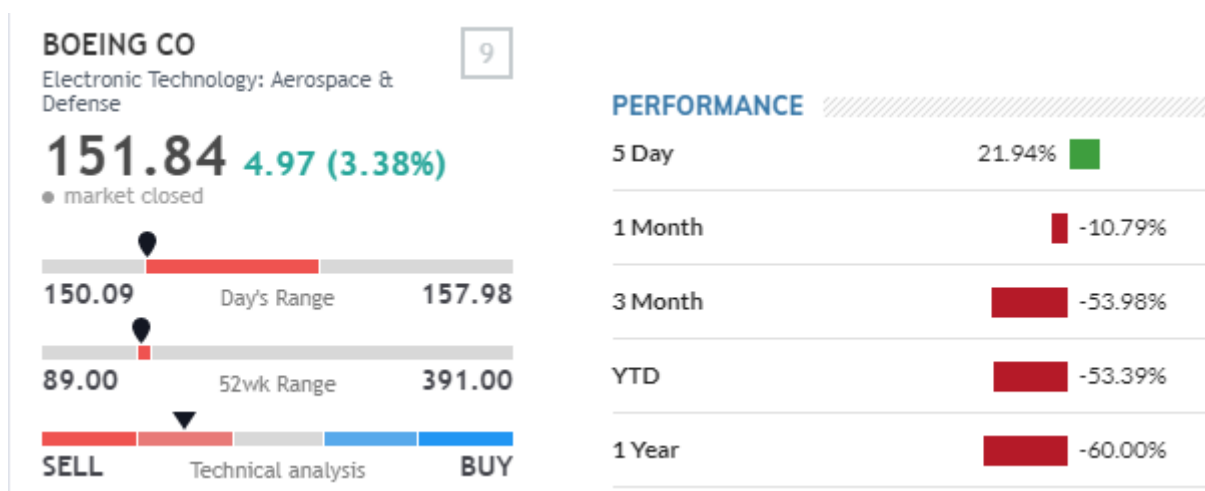 BOEING CO
9
Electronic Technology: Aerospace &
Defense
151.84 4.97 (3.38%)
● market closed
150.09 Day's Range 157.98
89.00 52wk Range 391.00
SELL Technical analysis BUY
PERFORMANCE
5 Day 21.94%
1 Month -10.79%
3 Month -53.98%
YTD -53.39%
1 Year -60.00%